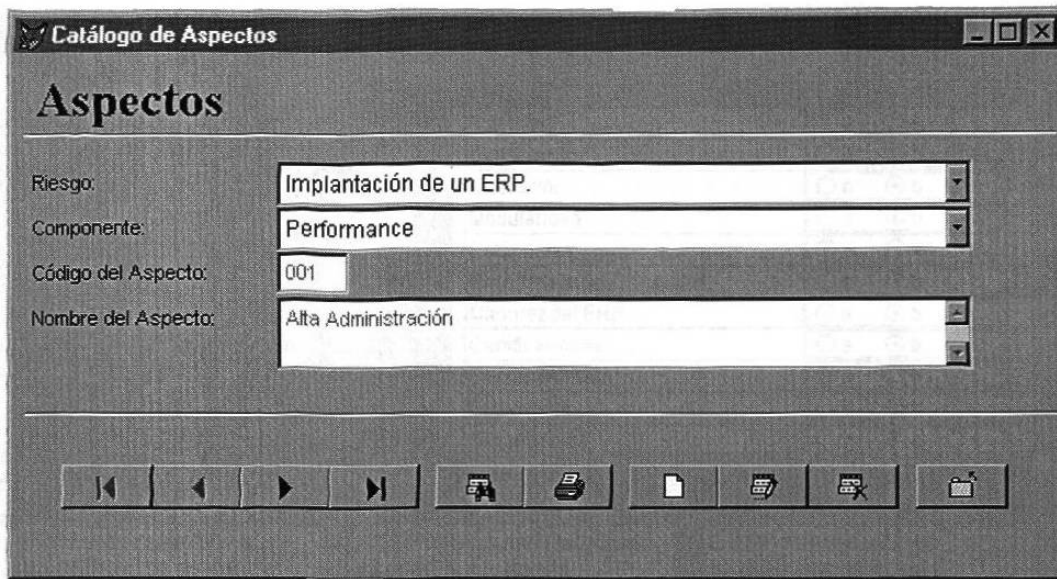 Catálogo de Aspectos
Aspectos
Riesgo: Implantación de un ERP.
Componente: Performance
Código del Aspecto: 001
Nombre del Aspecto: Alta Administración